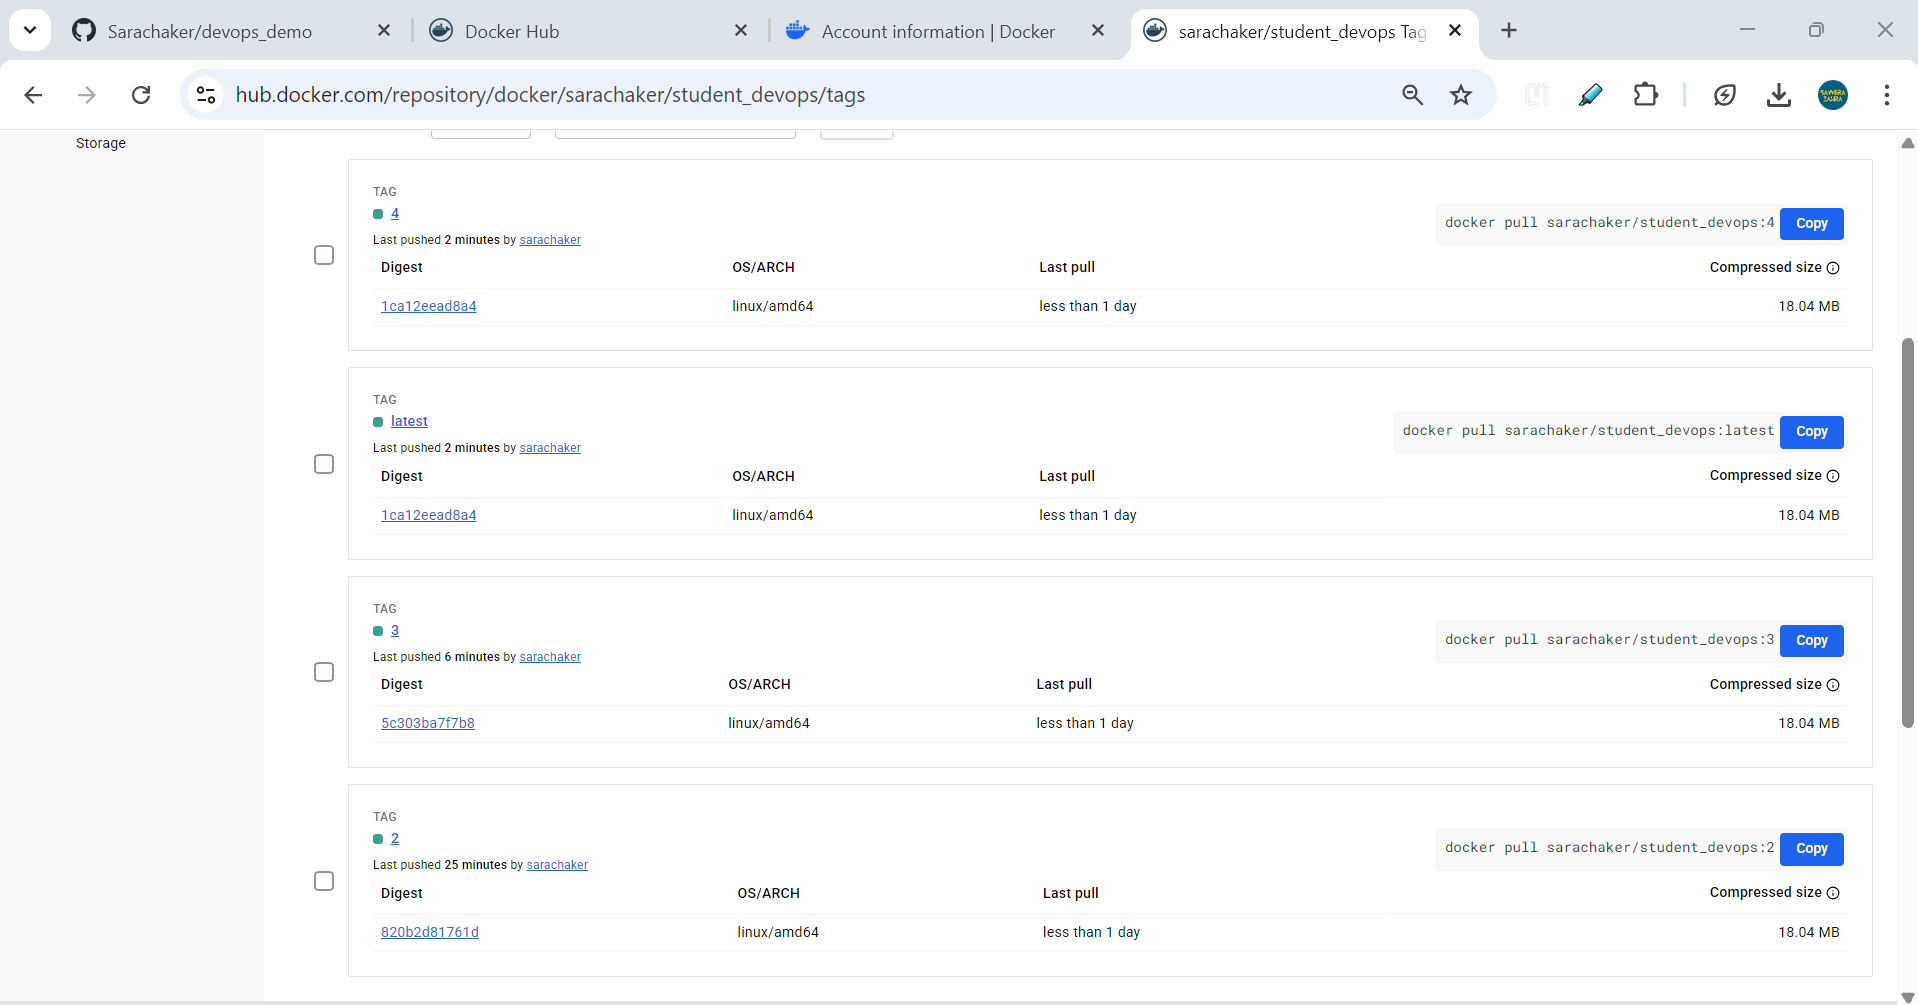 Sarachaker/devops_demo
Docker Hub
Account information | Docker
sarachaker/student_devops Tag
hub.docker.com/repository/docker/sarachaker/student_devops/tags
Storage
TAG
4
docker pull sarachaker/student_devops:4 Copy
Last pushed 2 minutes by sarachaker
Digest OS/ARCH Last pull Compressed size
1ca12eead8a4 linux/amd64 less than 1 day 18.04 MB
TAG
latest
docker pull sarachaker/student_devops:latest Copy
Last pushed 2 minutes by sarachaker
Digest OS/ARCH Last pull Compressed size
1ca12eead8a4 linux/amd64 less than 1 day 18.04 MB
TAG
3
docker pull sarachaker/student_devops:3 Copy
Last pushed 6 minutes by sarachaker
Digest OS/ARCH Last pull Compressed size
5c303ba7f7b8 linux/amd64 less than 1 day 18.04 MB
TAG
2
docker pull sarachaker/student_devops:2 Copy
Last pushed 25 minutes by sarachaker
Digest OS/ARCH Last pull Compressed size
820b2d81761d linux/amd64 less than 1 day 18.04 MB